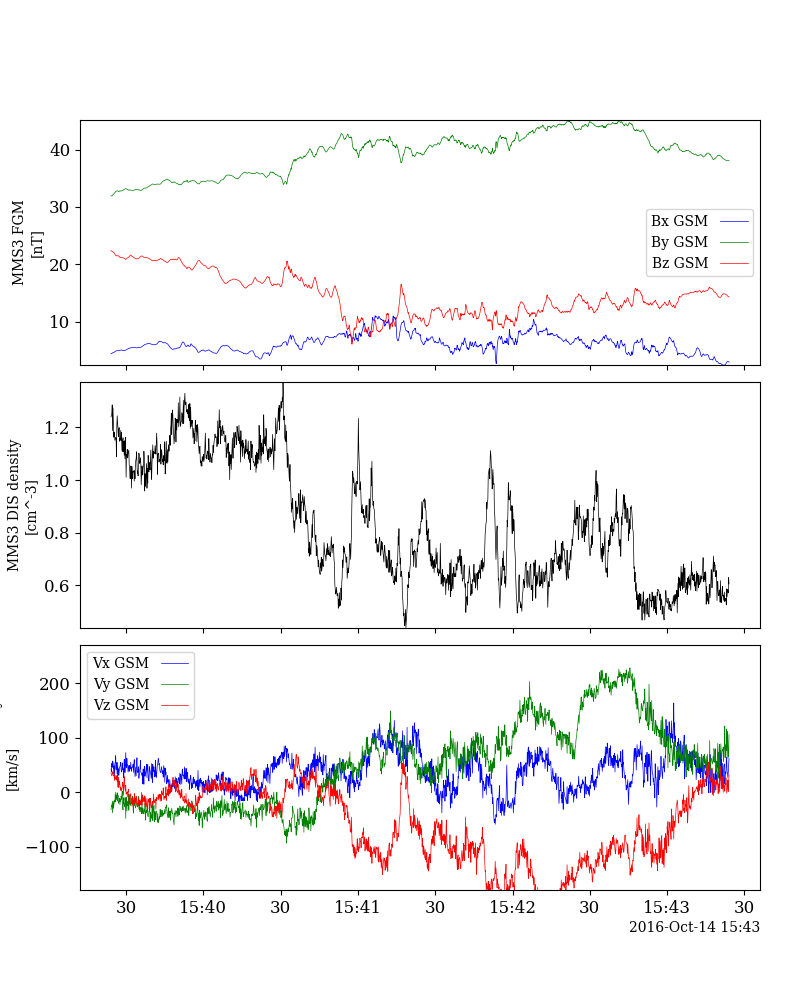 40
30
20
10
MMS3 FGM
[nT]
Bx GSM
By GSM
Bz GSM
1.2
1.0
0.8
0.6
MMS3 DIS density
[cm^-3]
Vx GSM
Vy GSM
Vz GSM
200
100
0
−100
[km/s]
30 15:40 30 15:41 30 15:42 30 15:43 30
2016-Oct-14 15:43